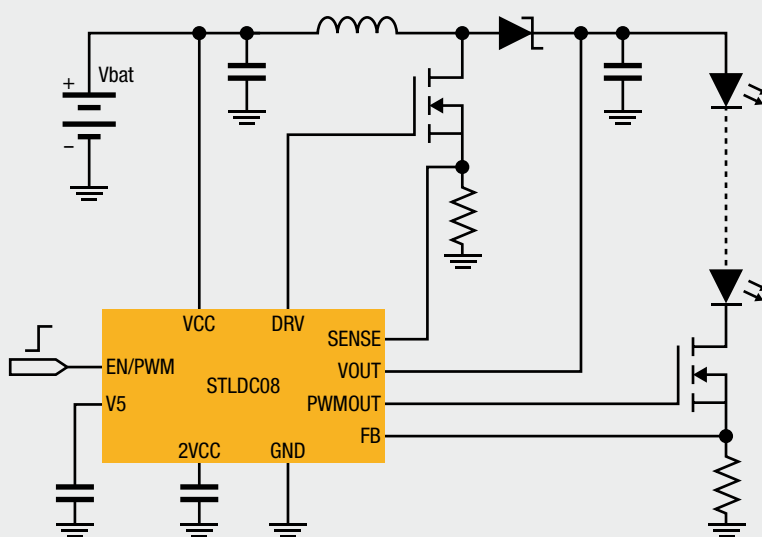 +
Vbat
−
VCC
DRV
SENSE
EN/PWM
VOUT
STLDC08
V5
PWMOUT
FB
2VCC
GND